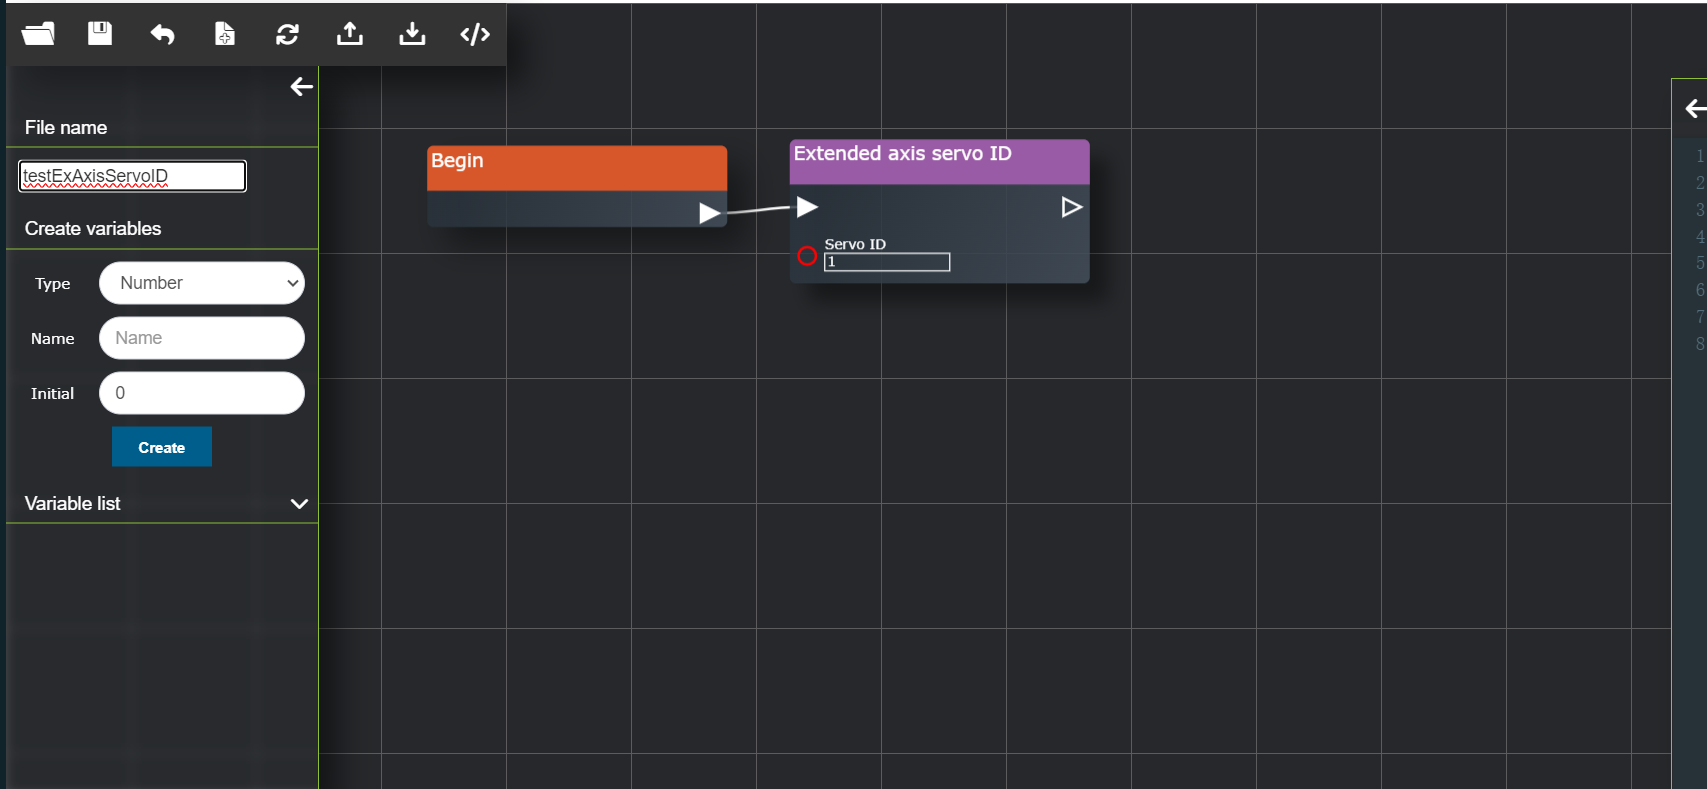 File name
testExAxisServoID
Create variables
Type
Number
Name
Name
Initial
0
Create
Variable list
Begin
Extended axis servo ID
Servo ID
1
1
2
3
4
5
6
7
8